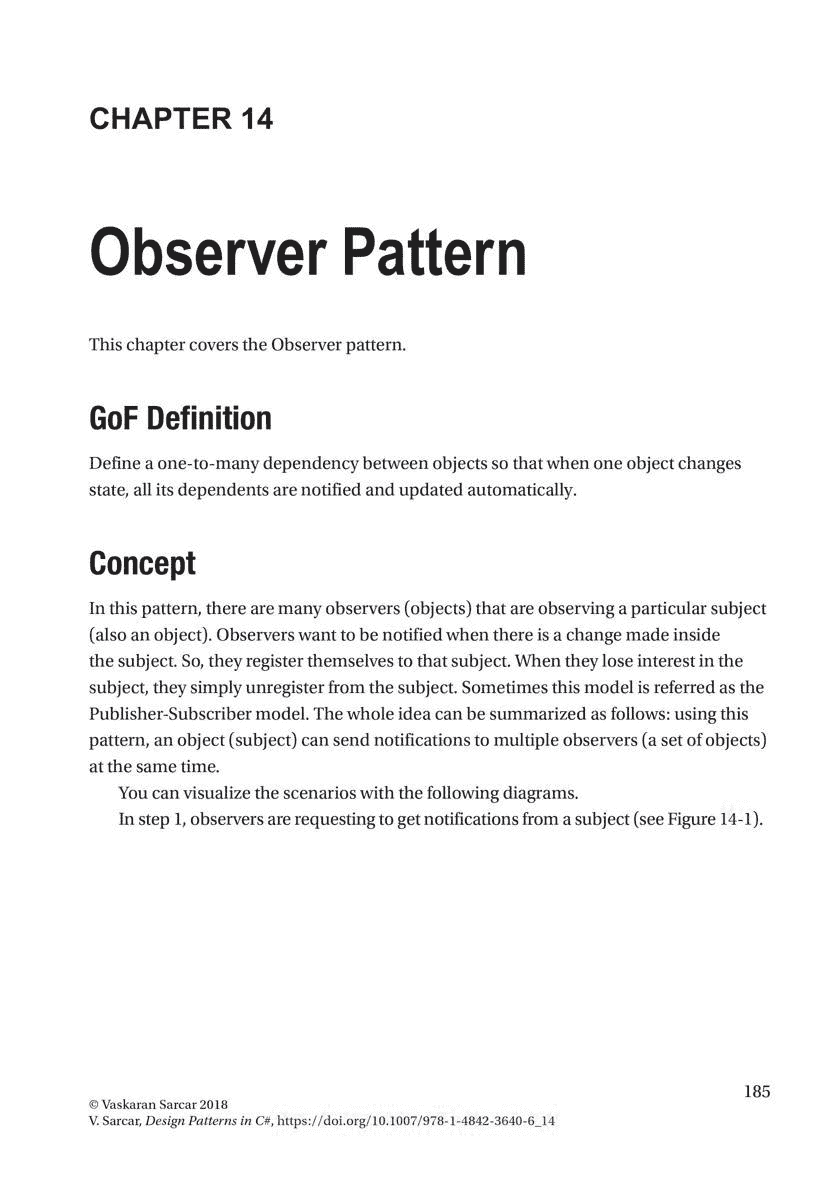 CHAPTER 14
Observer Pattern
This chapter covers the Observer pattern.
GoF Definition
Define a one-to-many dependency between objects so that when one object changes
state, all its dependents are notified and updated automatically.
Concept
In this pattern, there are many observers (objects) that are observing a particular subject
(also an object). Observers want to be notified when there is a change made inside
the subject. So, they register themselves to that subject. When they lose interest in the
subject, they simply unregister from the subject. Sometimes this model is referred as the
Publisher-Subscriber model. The whole idea can be summarized as follows: using this
pattern, an object (subject) can send notifications to multiple observers (a set of objects)
at the same time.
You can visualize the scenarios with the following diagrams.
In step 1, observers are requesting to get notifications from a subject (see Figure 14-1).
185
© Vaskaran Sarcar 2018
V. Sarcar, Design Patterns in C#, https://doi.org/10.1007/978-1-4842-3640-6_14